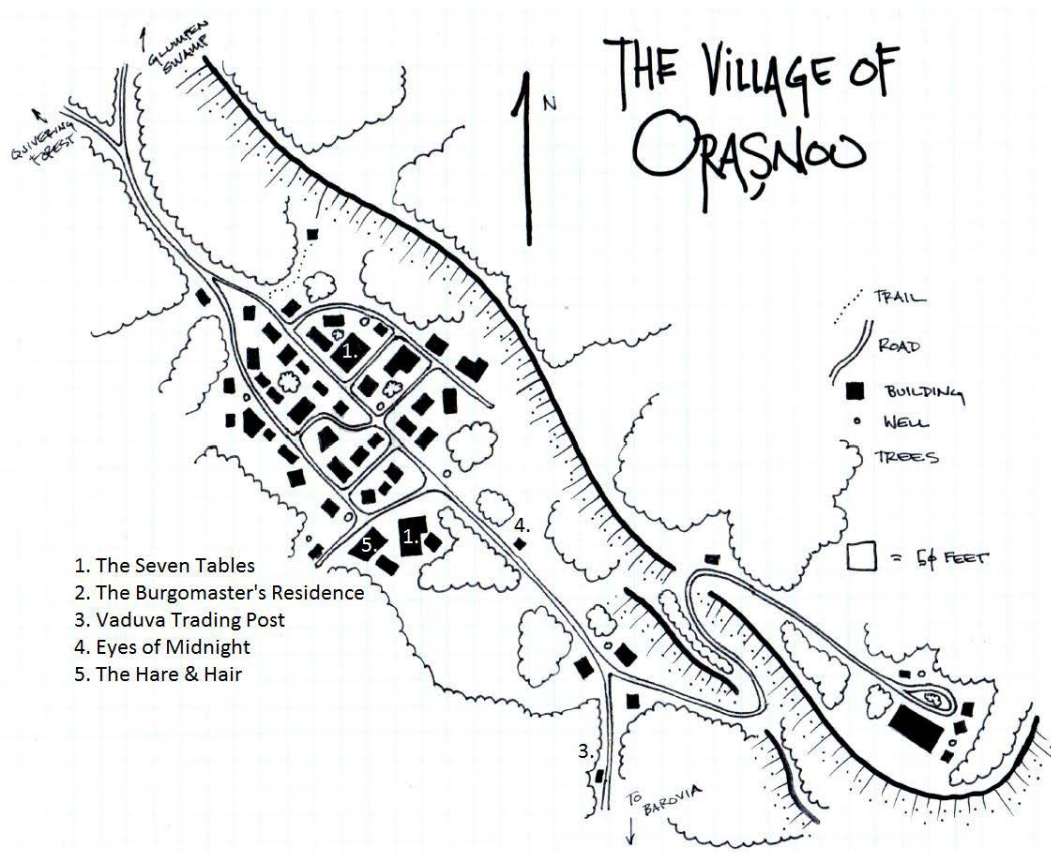 THE VILLAGE OF
ORAȘNOU
GLUMPEN
SWAMP
QUIVERING
FOREST
N
TRAIL
ROAD
BUILDING
WELL
TREES
= 50 FEET
1.
4.
5.
1.
3.
1. The Seven Tables
2. The Burgomaster's Residence
3. Vaduva Trading Post
4. Eyes of Midnight
5. The Hare & Hair
TO
BAROVIA